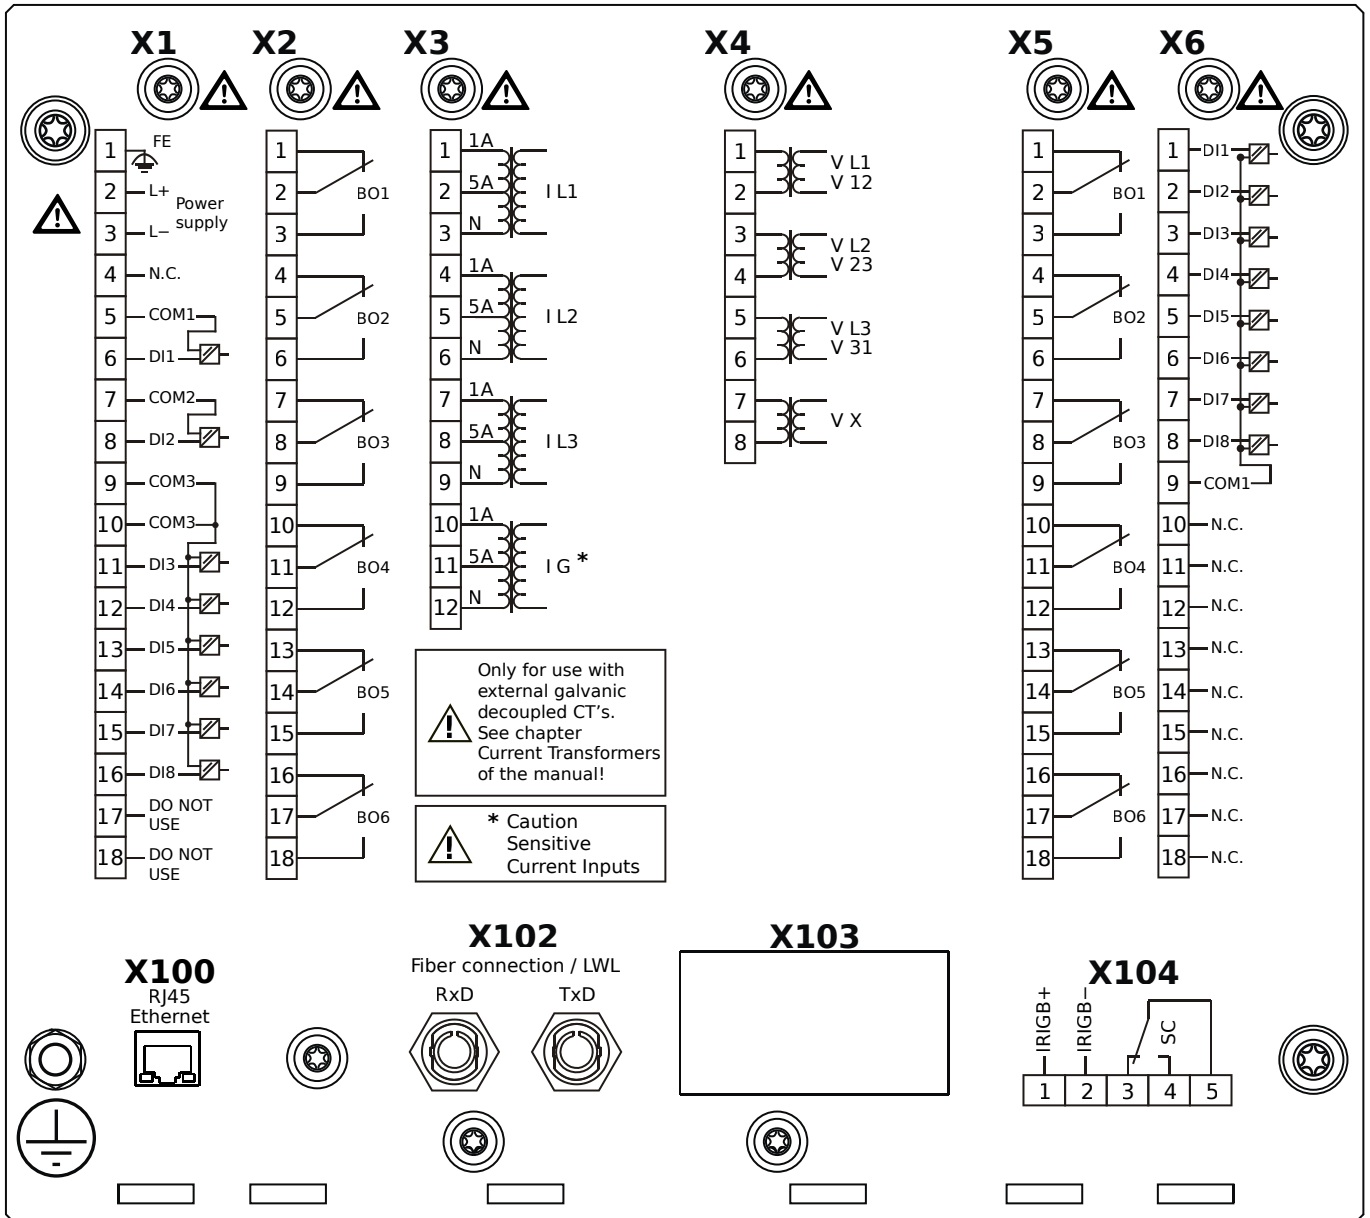 X1 X2 X3 X4 X5 X6
1 FE
2 L+
Power
supply
3 L−
4 N.C.
5 COM1
6 DI1
7 COM2
8 DI2
9 COM3
10 COM3
11 DI3
12 DI4
13 DI5
14 DI6
15 DI7
16 DI8
17 DO NOT
USE
18 DO NOT
USE
1
2 BO1
3
4
5 BO2
6
7
8 BO3
9
10
11 BO4
12
13
14 BO5
15
16
17 BO6
18
1 1A
2 5A I L1
3 N
4 1A
5 5A I L2
6 N
7 1A
8 5A I L3
9 N
10 1A
11 5A I G *
12 N
Only for use with
external galvanic
decoupled CT's.
See chapter
Current Transformers
of the manual!
* Caution
Sensitive
Current Inputs
1 V L1
2 V 12
3 V L2
4 V 23
5 V L3
6 V 31
7 V X
8
1
2 BO1
3
4
5 BO2
6
7
8 BO3
9
10
11 BO4
12
13
14 BO5
15
16
17 BO6
18
1 DI1
2 DI2
3 DI3
4 DI4
5 DI5
6 DI6
7 DI7
8 DI8
9 COM1
10 N.C.
11 N.C.
12 N.C.
13 N.C.
14 N.C.
15 N.C.
16 N.C.
17 N.C.
18 N.C.
X100
RJ45
Ethernet
X102
Fiber connection / LWL
RxD TxD
X103
X104
IRIGB+
IRIGB−
SC
1 2 3 4 5